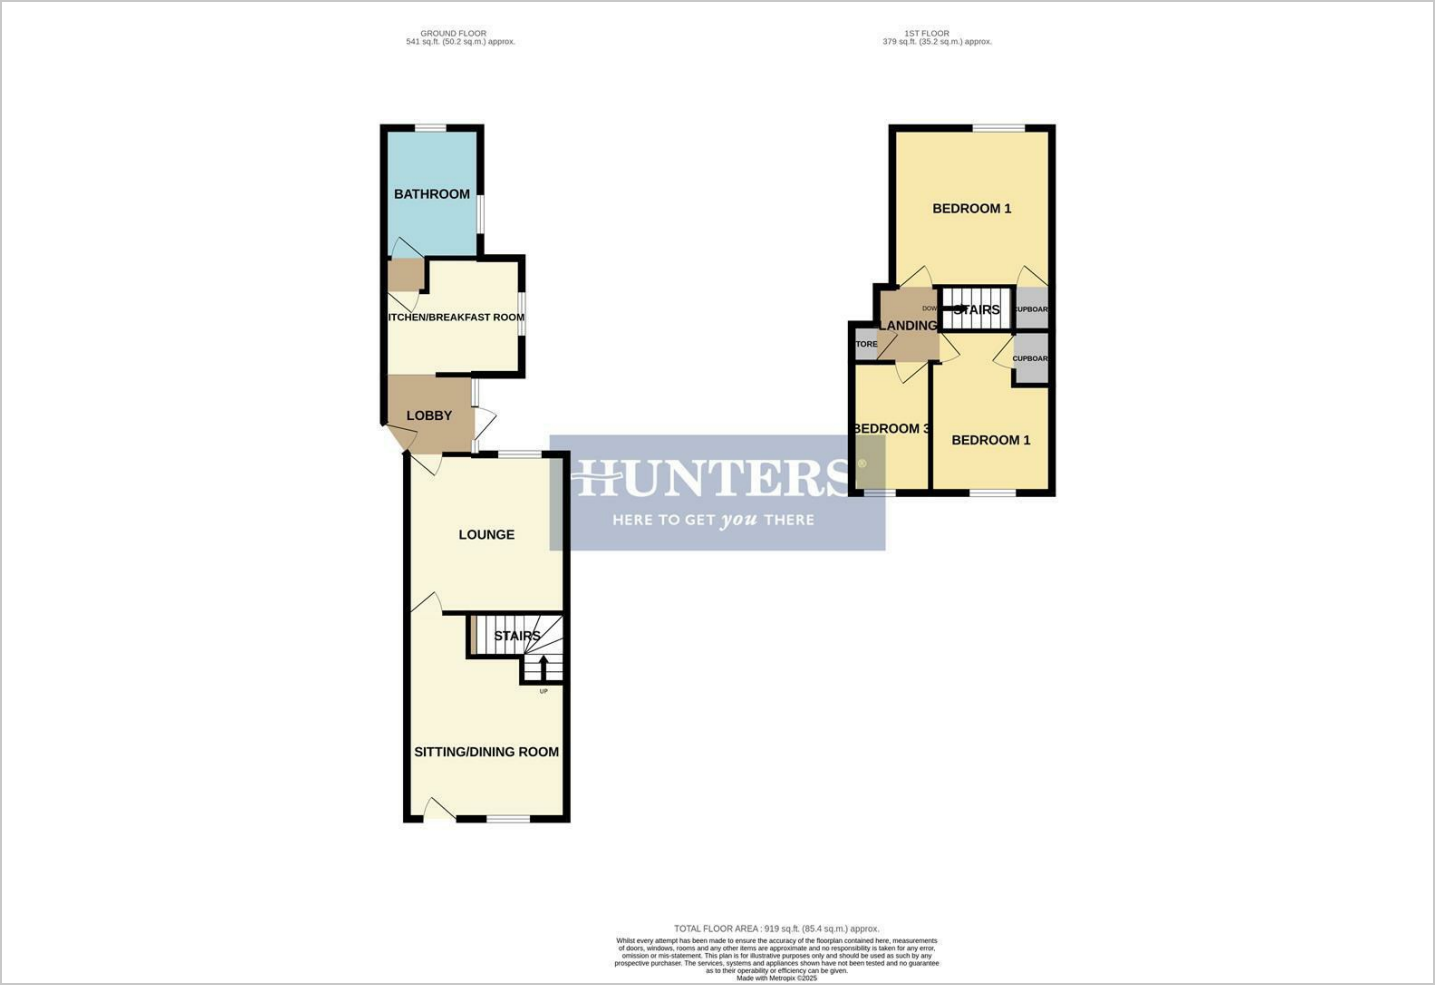 GROUND FLOOR
541 sq.ft. (50.2 sq.m.) approx.
1ST FLOOR
379 sq.ft. (35.2 sq.m.) approx.
BATHROOM
ITCHEN/BREAKFAST ROOM
LOBBY
LOUNGE
STAIRS
UP
SITTING/DINING ROOM
BEDROOM 1
DOW
STAIRS
CUPBOAR
LANDING
TORE
CUPBOAR
BEDROOM 3
BEDROOM 1
HUNTERS®
HERE TO GET you THERE
TOTAL FLOOR AREA : 919 sq.ft. (85.4 sq.m.) approx.
Whilst every attempt has been made to ensure the accuracy of the floorplan contained here, measurements
of doors, windows, rooms and any other items are approximate and no responsibility is taken for any error,
omission or mis-statement. This plan is for illustrative purposes only and should be used as such by any
prospective purchaser. The services, systems and appliances shown have not been tested and no guarantee
as to their operability or efficiency can be given.
Made with Metropix ©2025